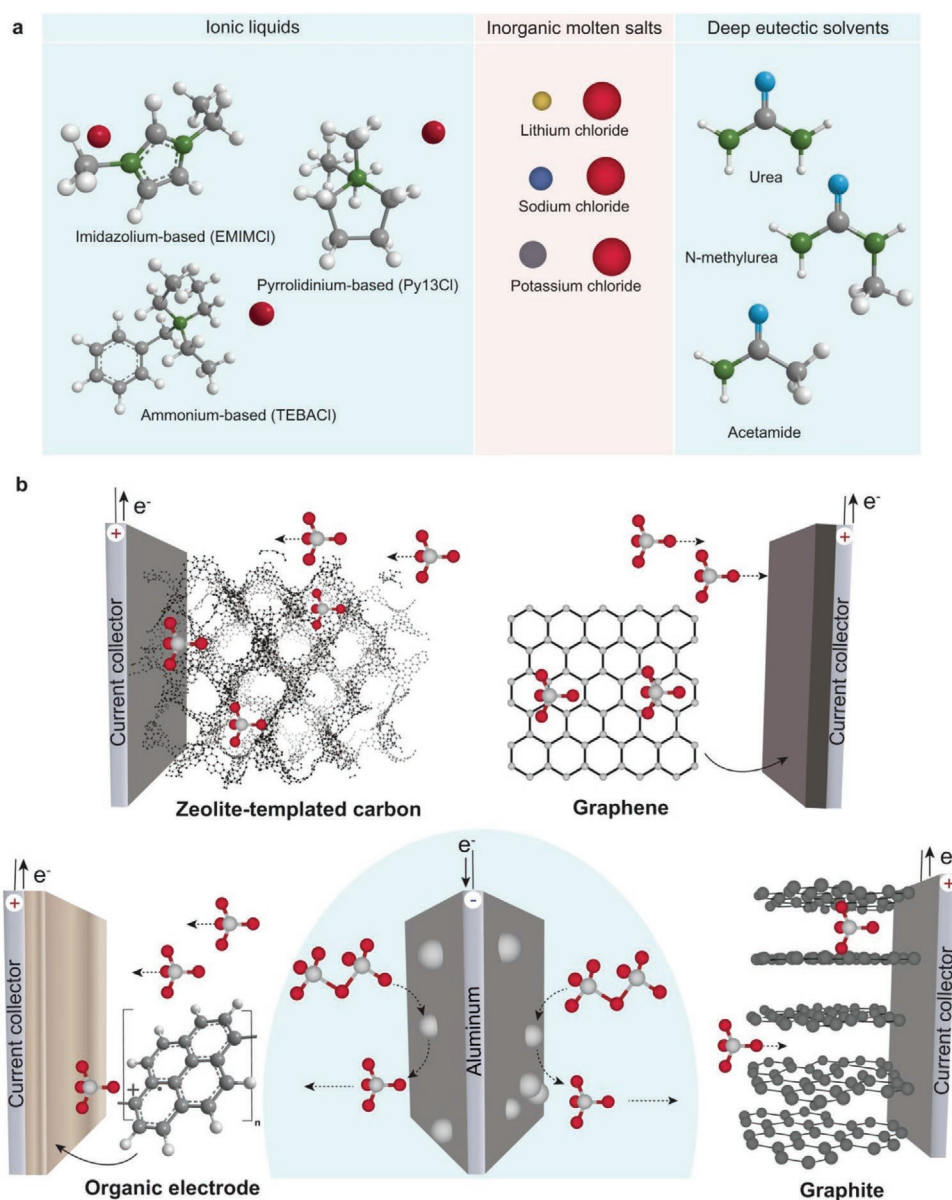 a
Ionic liquids
Inorganic molten salts
Deep eutectic solvents
Imidazolium-based (EMIMCl)
Pyrrolidinium-based (Py13Cl)
Ammonium-based (TEBACl)
Lithium chloride
Sodium chloride
Potassium chloride
Urea
N-methylurea
Acetamide
b
e-
+
Current collector
Zeolite-templated carbon
e-
+
Current collector
Graphene
e-
+
Current collector
+
n
Organic electrode
e-
-
Aluminum
e
+
Current collector
Graphite